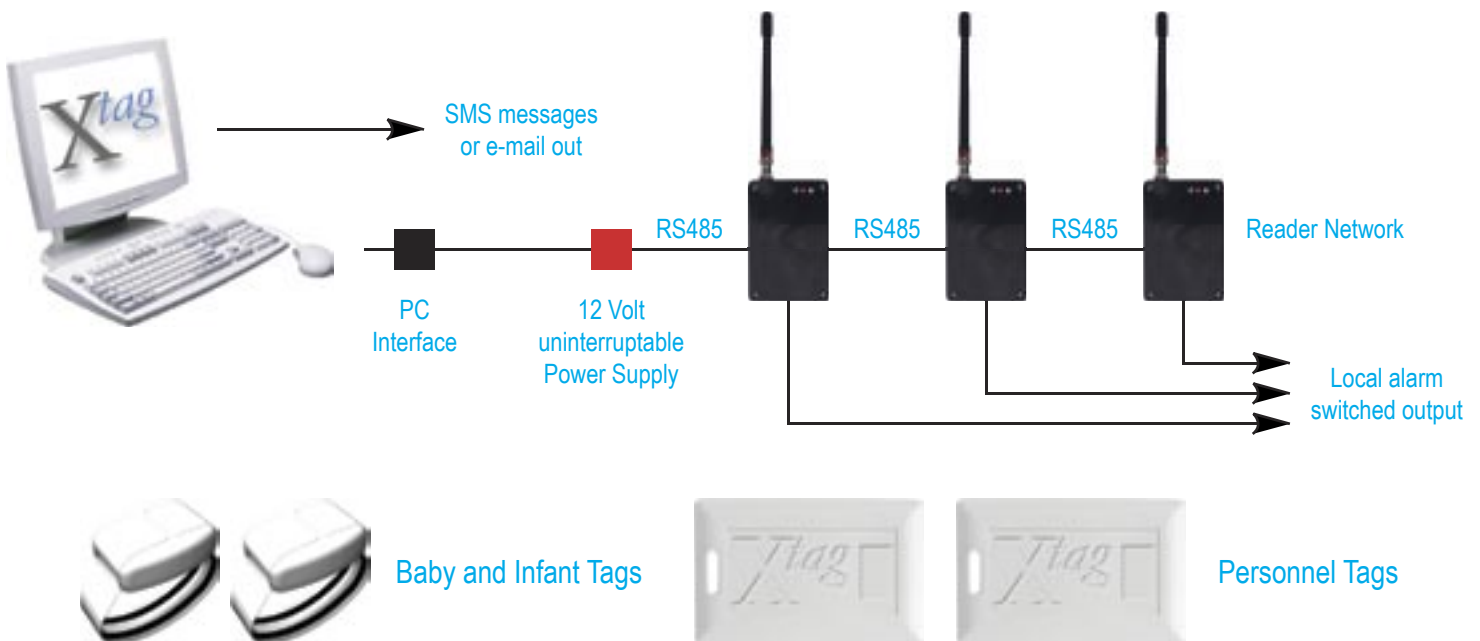 Xtag
SMS messages
or e-mail out
RS485
RS485
RS485
Reader Network
PC
Interface
12 Volt
uninterruptable
Power Supply
Local alarm
switched output
Baby and Infant Tags
Xtag
Xtag
Personnel Tags